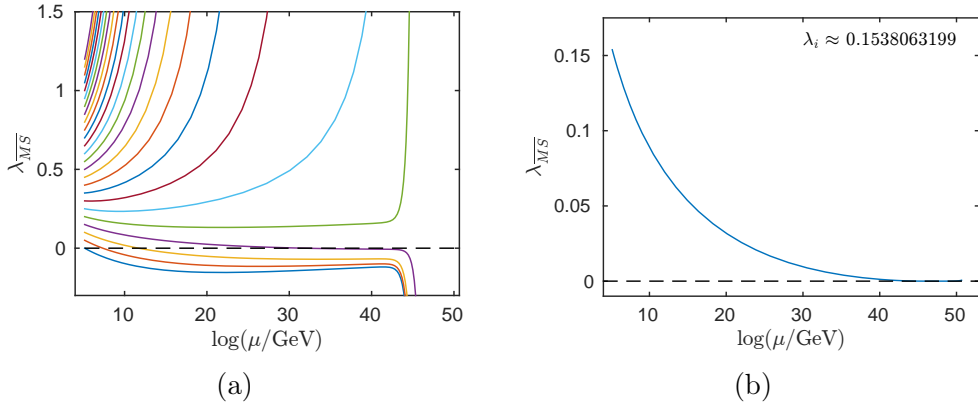 1.5
1
0.5
0
λ_{\overline{MS}}
10 20 30 40 50
log(μ/GeV)
(a)
λ_i ≈ 0.1538063199
0.15
0.1
0.05
0
λ_{\overline{MS}}
10 20 30 40 50
log(μ/GeV)
(b)